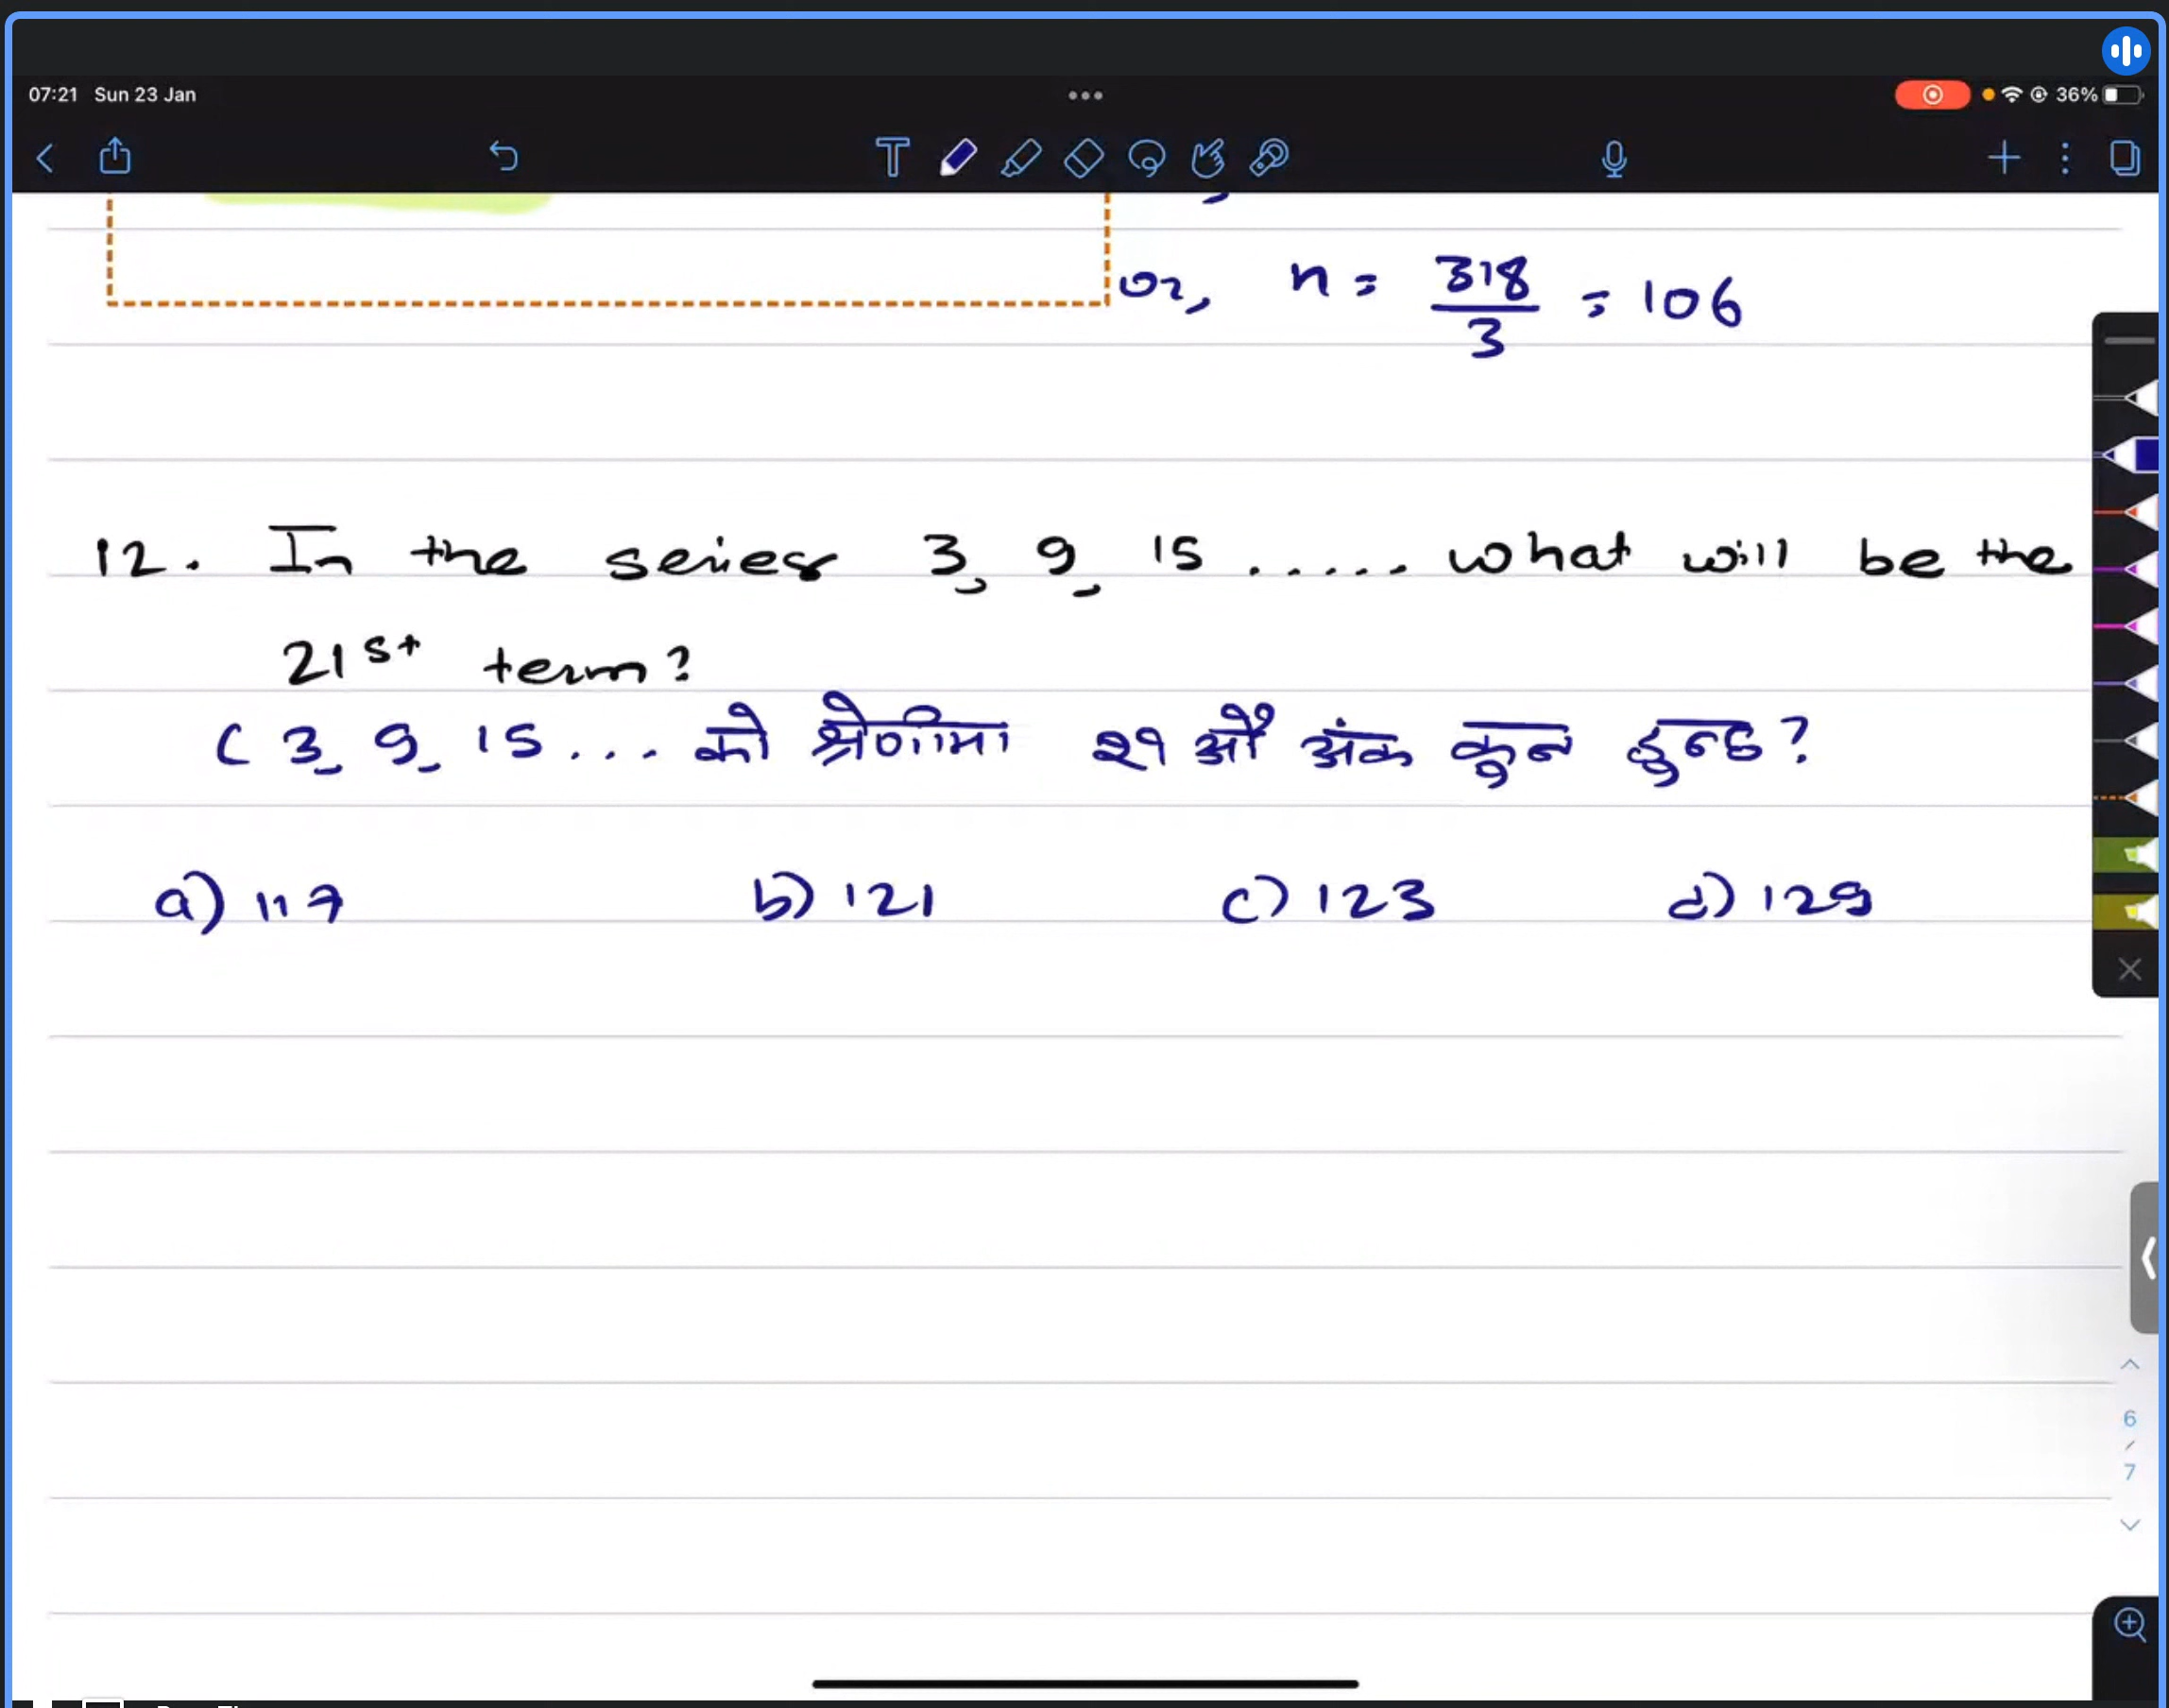 07:21 Sun 23 Jan
36%
or, n = 318/3 = 106
12. In the series 3, 9, 15 ..... what will be the
21st term?
( 3, 9, 15 ... को श्रेणीमा २१ औं अंक कुन हुन्छ?
a) 117 b) 121 c) 123 d) 129
6
/
7